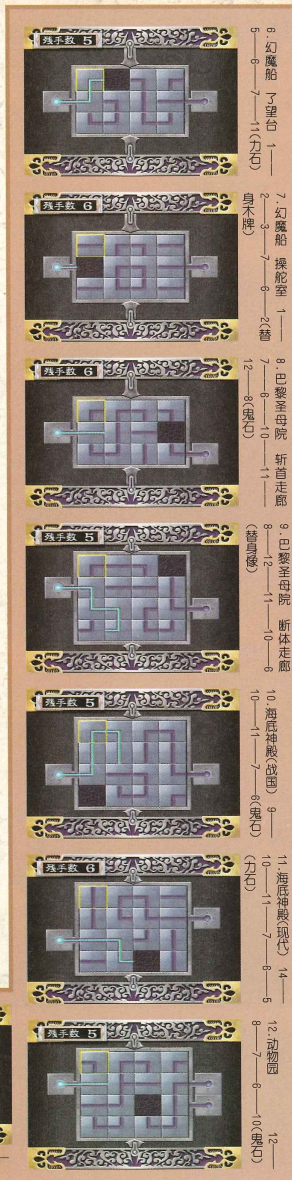 残手数 5
6.幻魔船 了望台 1——
5——6——7——11(力石)
残手数 6
7.幻魔船 操舵室 1——
2——3——7——6——2(替
身木牌)
残手数 6
8.巴黎圣母院 斩首走廊
7——6——10——11——
12——8(鬼石)
残手数 5
9.巴黎圣母院 断体走廊
8——12——11——10——6
(替身像)
残手数 5
10.海底神殿(战国) 9——
10——11——7——6(鬼石)
残手数 6
11.海底神殿(现代) 14——
10——11——7——6——5
(力石)
残手数 5
12.动物园 12——
8——7——6——10(鬼石)